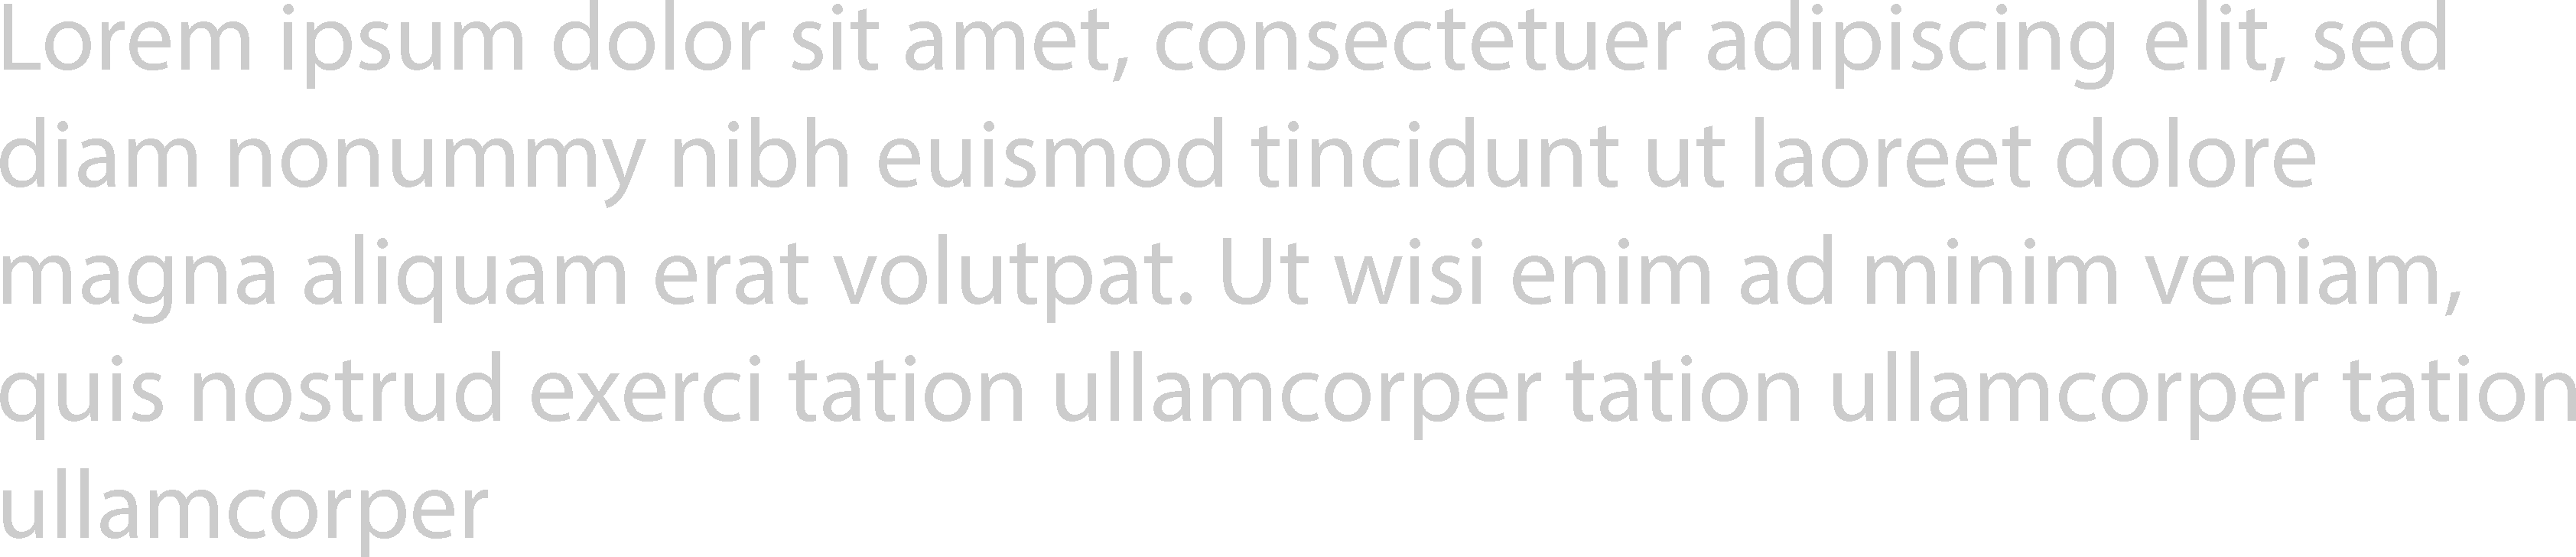 Lorem ipsum dolor sit amet, consectetuer adipiscing elit, sed
diam nonummy nibh euismod tincidunt ut laoreet dolore
magna aliquam erat volutpat. Ut wisi enim ad minim veniam,
quis nostrud exerci tation ullamcorper tation ullamcorper tation
ullamcorper